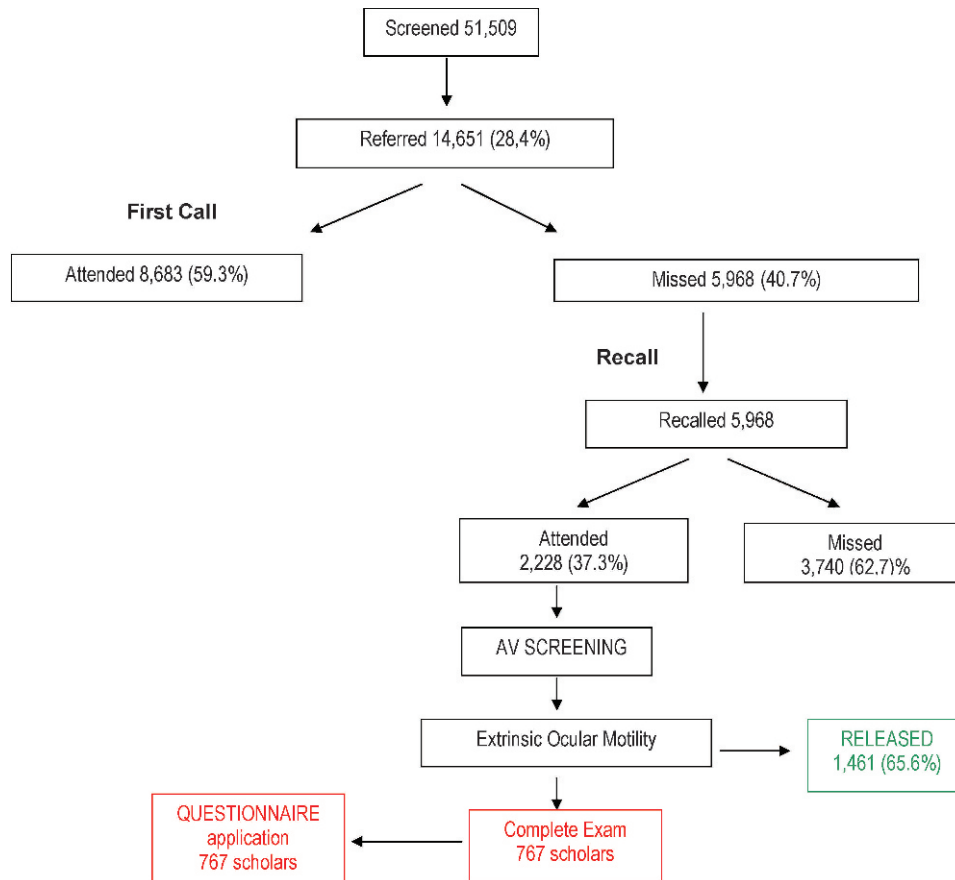 Screened 51,509
Referred 14,651 (28,4%)
First Call
Attended 8,683 (59.3%)
Missed 5,968 (40.7%)
Recall
Recalled 5,968
Attended
2,228 (37.3%)
Missed
3,740 (62.7)%
AV SCREENING
Extrinsic Ocular Motility
RELEASED
1,461 (65.6%)
QUESTIONNAIRE
application
767 scholars
Complete Exam
767 scholars